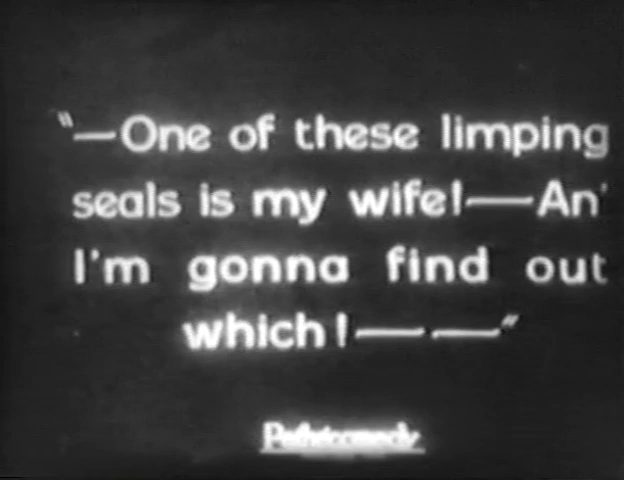 "—One of these limping
seals is my wife!——An'
I'm gonna find out
which!—— ——"
Pathécomedy